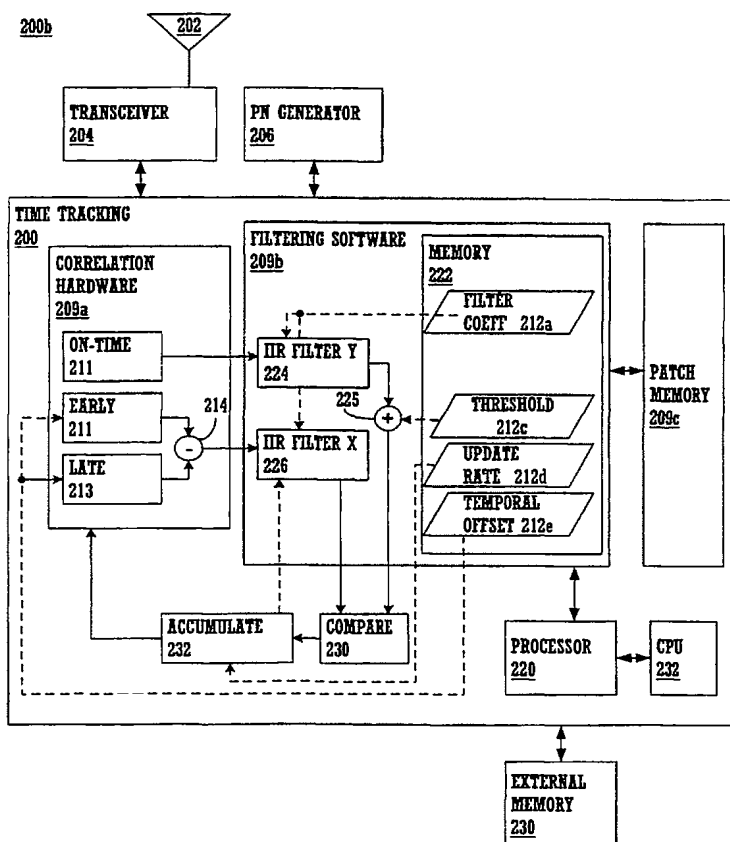 200b
202
TRANSCEIVER
204
PN GENERATOR
206
TIME TRACKING
200
CORRELATION
HARDWARE
209a
ON-TIME
211
EARLY
211
LATE
213
214
-
FILTERING SOFTWARE
209b
IIR FILTER Y
224
225
+
IIR FILTER X
226
MEMORY
222
FILTER
COEFF 212a
THRESHOLD
212c
UPDATE
RATE 212d
TEMPORAL
OFFSET 212e
PATCH
MEMORY
209c
ACCUMULATE
232
COMPARE
230
PROCESSOR
220
CPU
232
EXTERNAL
MEMORY
230